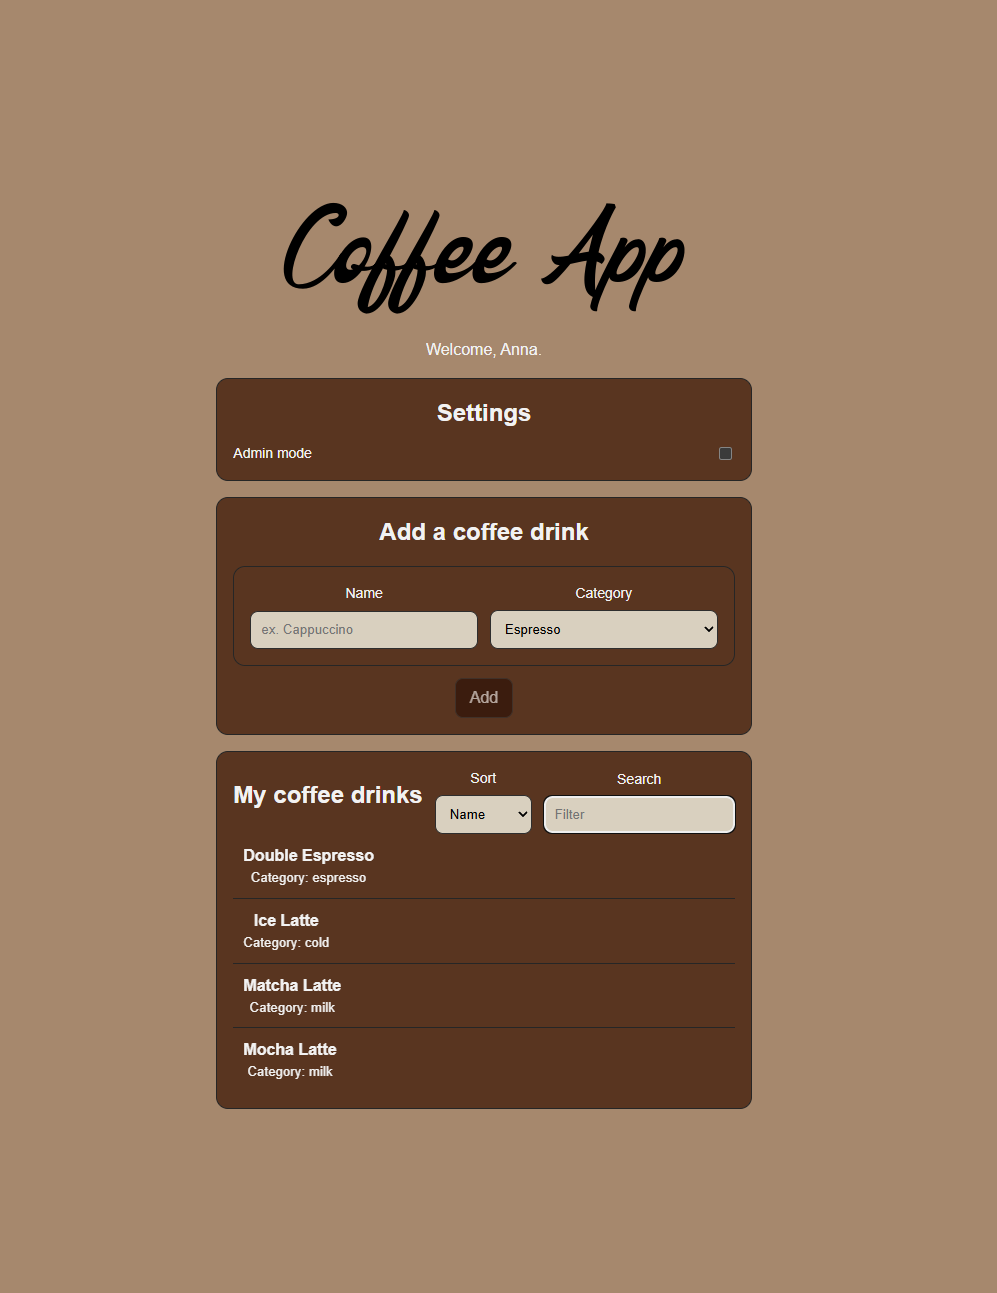 Coffee App
Welcome, Anna.
Settings
Admin mode
Add a coffee drink
Name
Category
ex. Cappuccino
Espresso
Add
My coffee drinks
Sort
Name
Search
Filter
Double Espresso
Category: espresso
Ice Latte
Category: cold
Matcha Latte
Category: milk
Mocha Latte
Category: milk